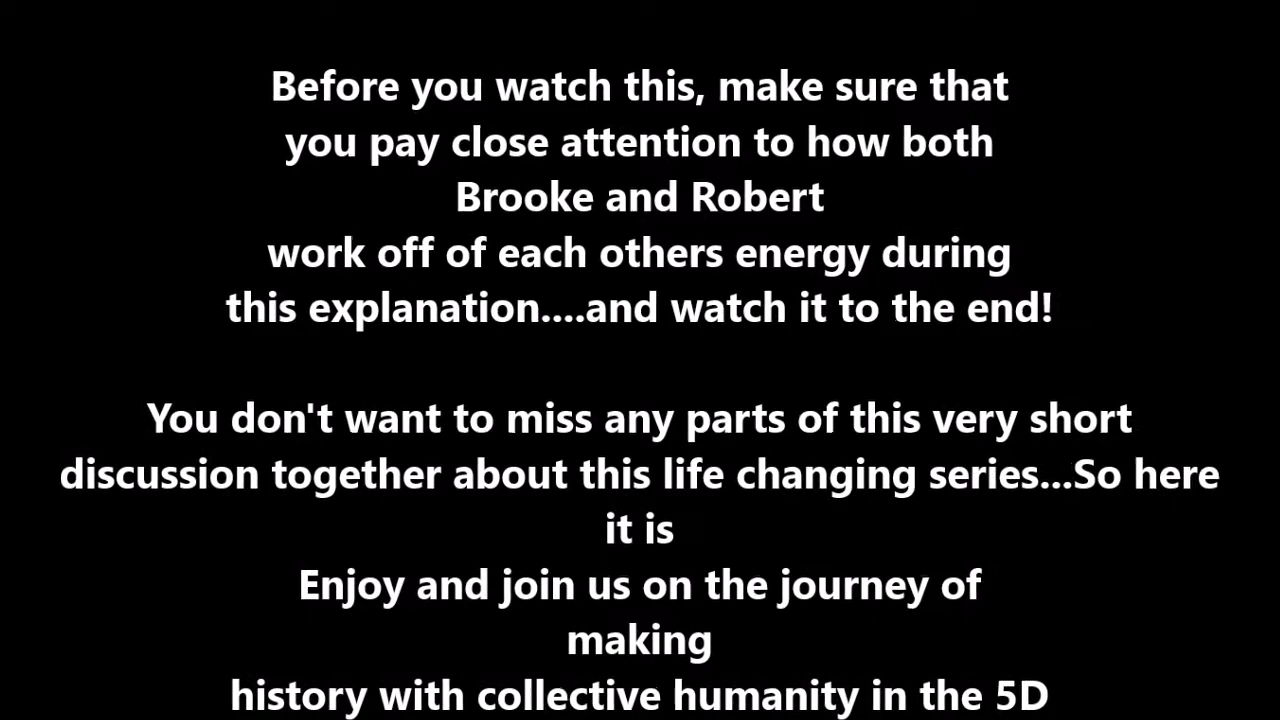 Before you watch this, make sure that
you pay close attention to how both
Brooke and Robert
work off of each others energy during
this explanation....and watch it to the end!
You don't want to miss any parts of this very short
discussion together about this life changing series...So here
it is
Enjoy and join us on the journey of
making
history with collective humanity in the 5D